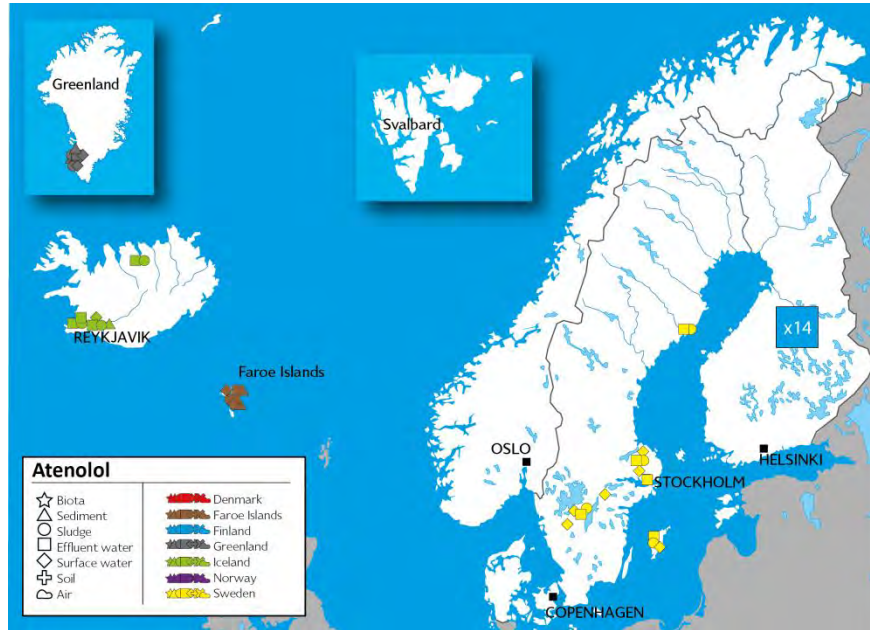 Greenland
Svalbard
x14
REYKJAVIK
Faroe Islands
OSLO
HELSINKI
STOCKHOLM
COPENHAGEN
Atenolol
Biota
Sediment
Sludge
Effluent water
Surface water
Soil
Air
Denmark
Faroe Islands
Finland
Greenland
Iceland
Norway
Sweden